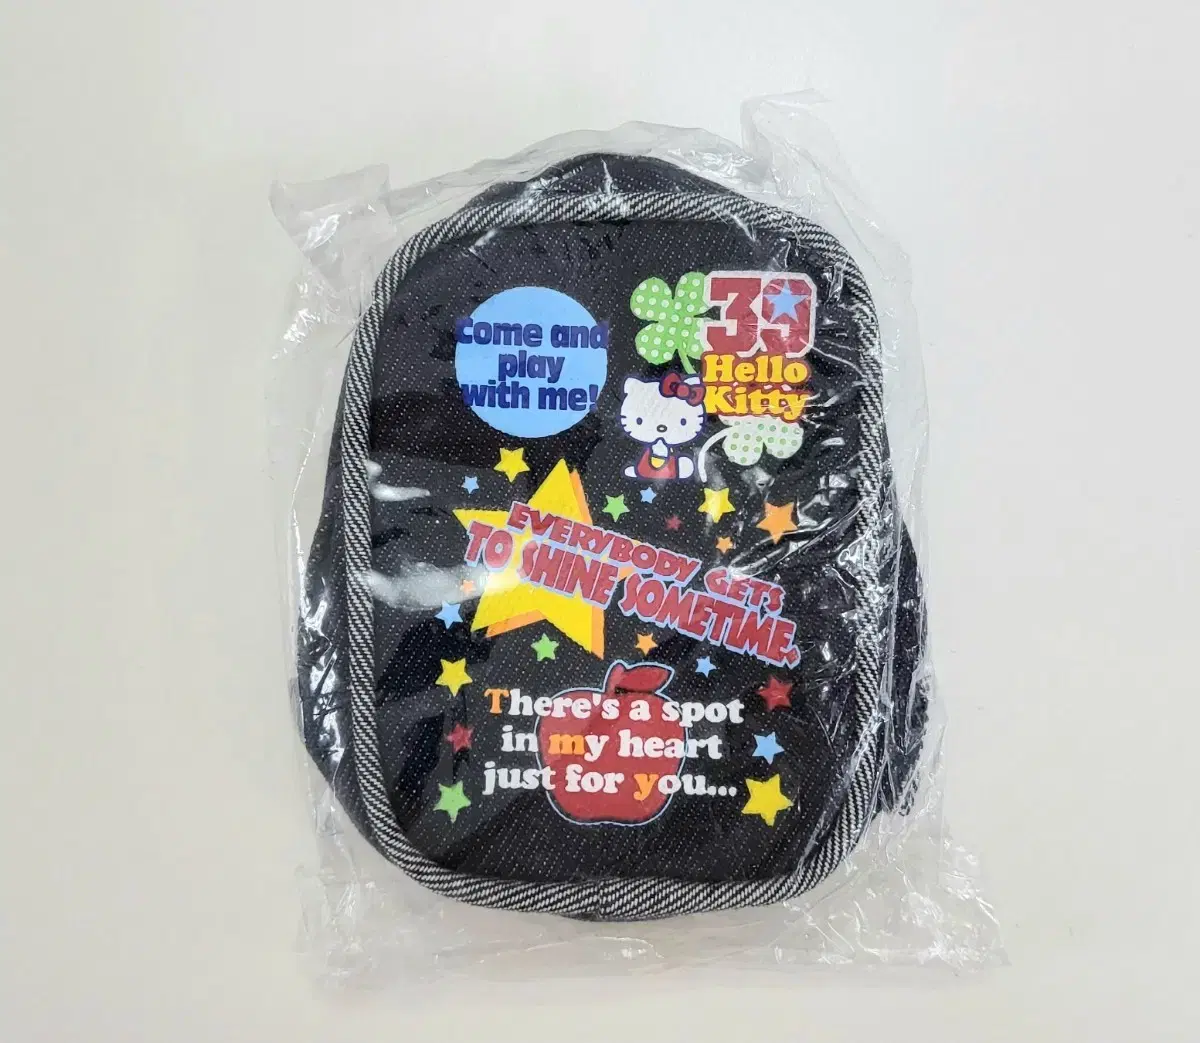 Come and
play
with me!
39
Hello
Kitty
EVERYBODY GETS
TO SHINE SOMETIME.
There's a spot
in my heart
just for you...